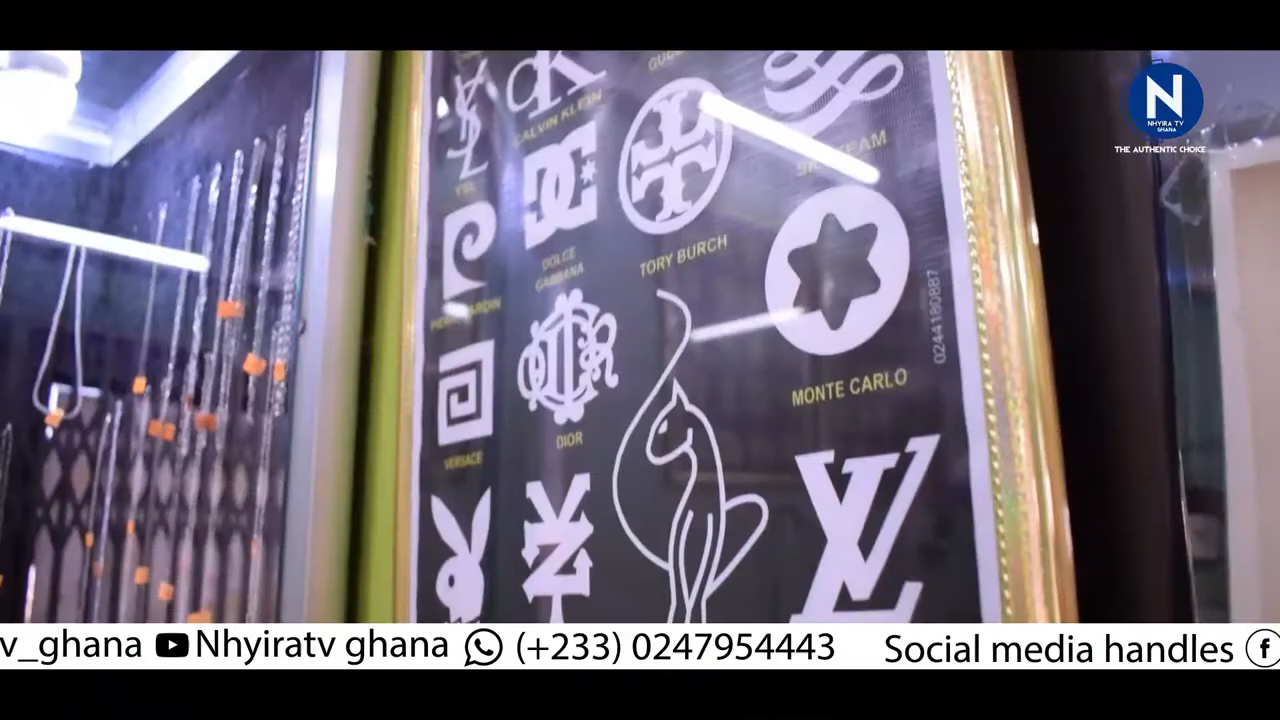 YSL
CALVIN KLEIN
DOLCE
GABBANA
TORY BURCH
DIOR
VERSACE
MONTE CARLO
0244180887
N
NHYIRA TV
GHANA
THE AUTHENTIC CHOICE
v_ghana Nhyiratv ghana (+233) 0247954443 Social media handles